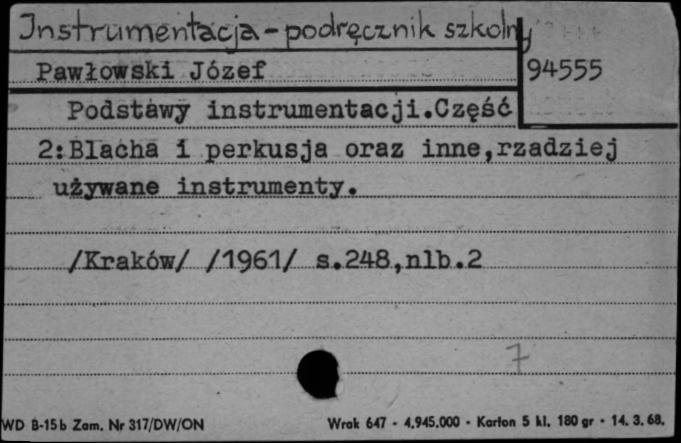 Instrumentacja - podręcznik szkolny
Pawłowski Józef
94555
Podstawy instrumentacji.Część
2:Blacha i perkusja oraz inne,rzadziej
używane instrumenty.
/Kraków/ /1961/ s.248,nlb.2
7
WD B-15b Zam. Nr 317/DW/ON
Wrak 647 - 4.945.000 - Karton 5 kl. 180 gr - 14. 3. 68.